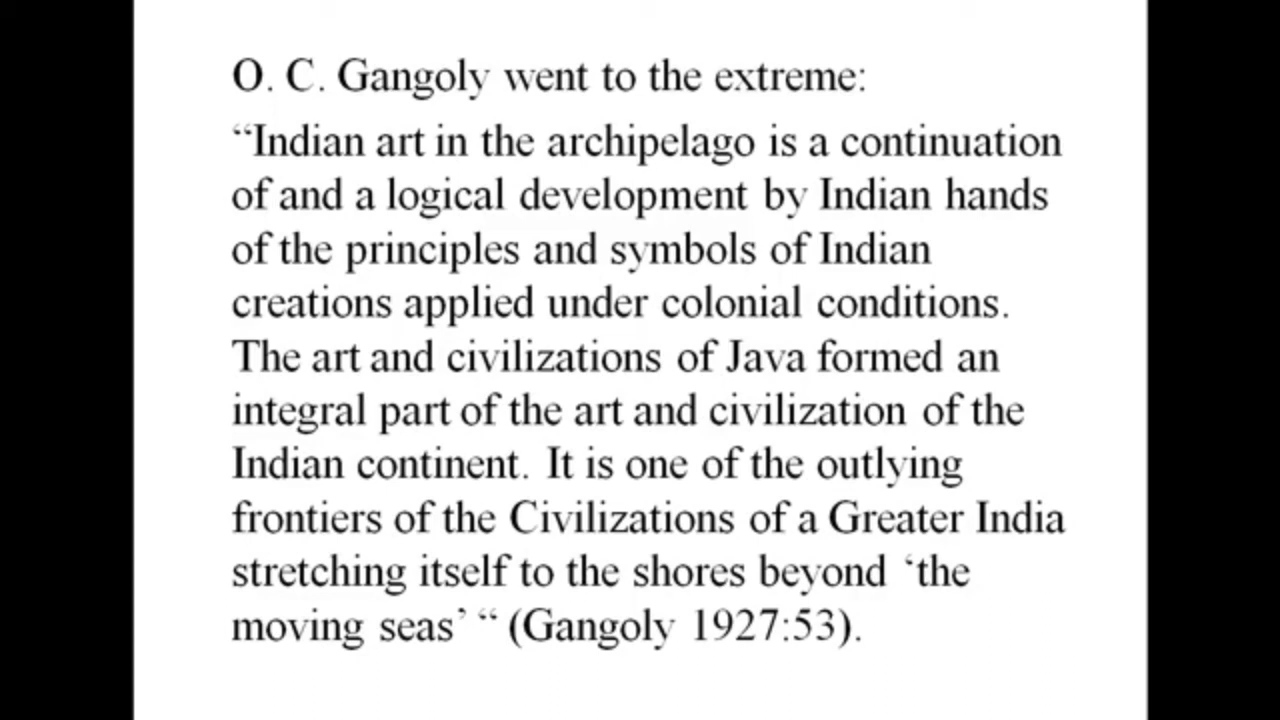 O. C. Gangoly went to the extreme:
“Indian art in the archipelago is a continuation
of and a logical development by Indian hands
of the principles and symbols of Indian
creations applied under colonial conditions.
The art and civilizations of Java formed an
integral part of the art and civilization of the
Indian continent. It is one of the outlying
frontiers of the Civilizations of a Greater India
stretching itself to the shores beyond ‘the
moving seas’ “ (Gangoly 1927:53).